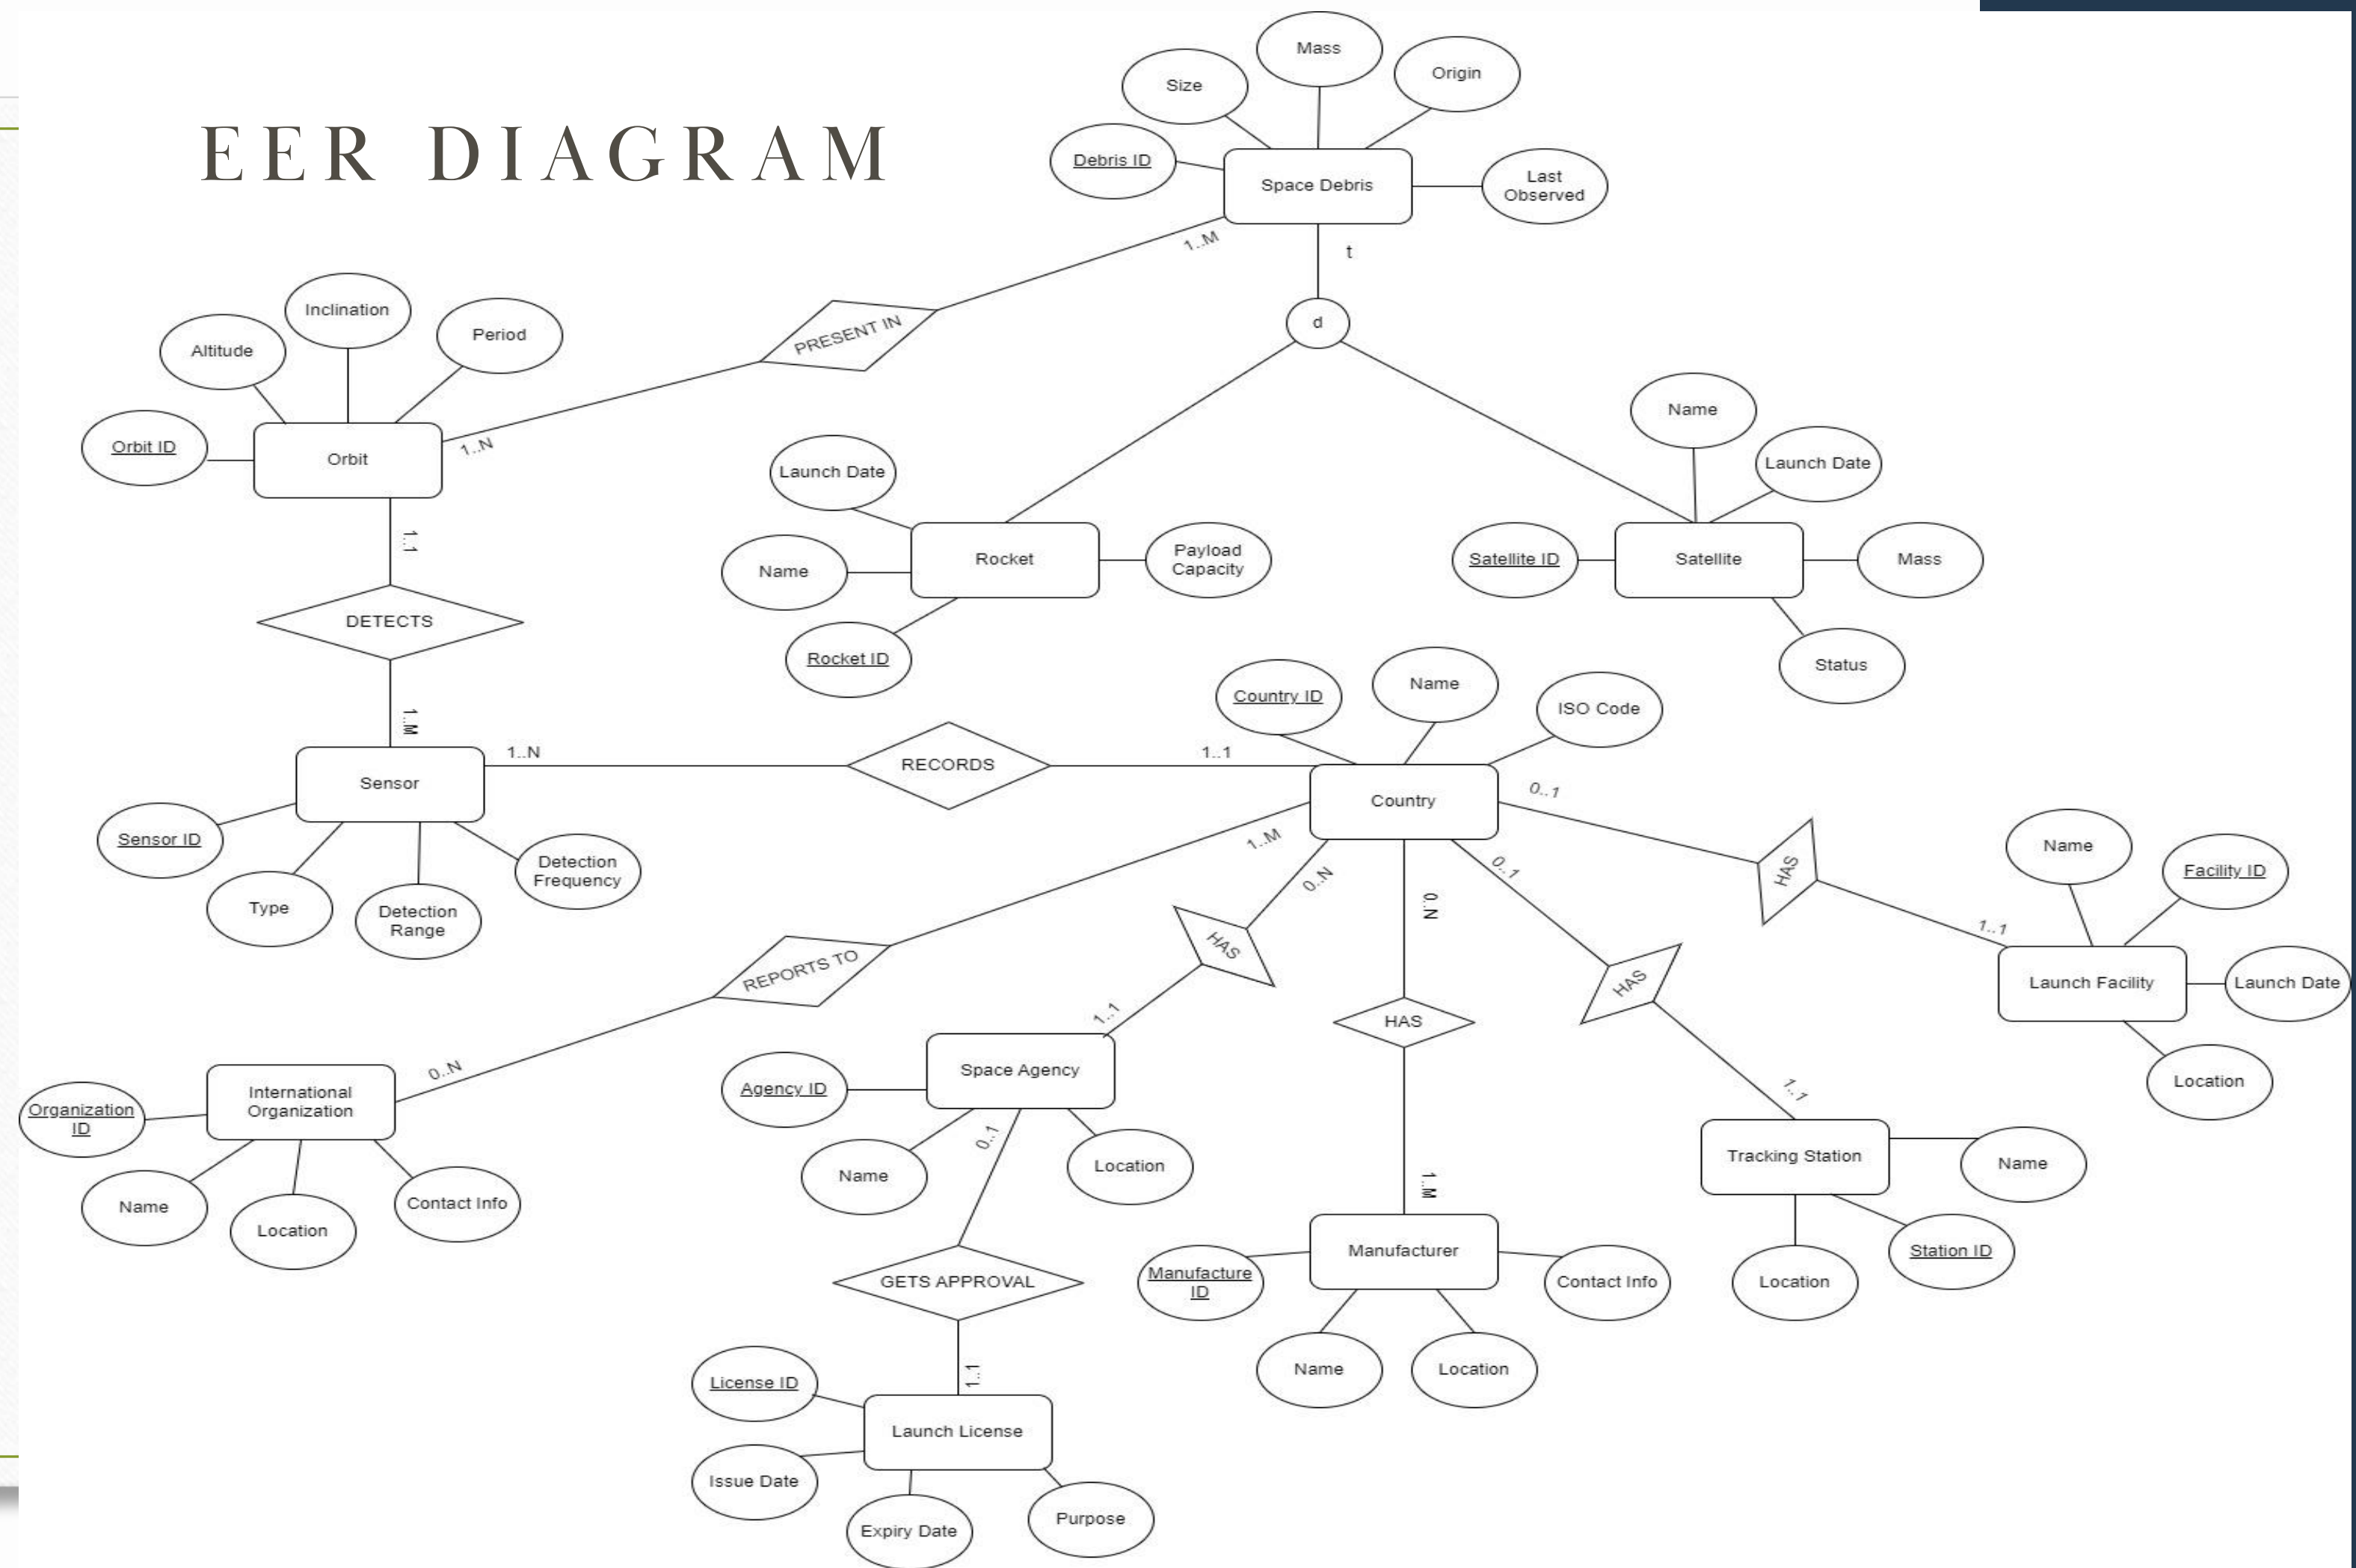 EER DIAGRAM
Mass
Size
Origin
Debris ID
Space Debris
Last
Observed
1..M
t
PRESENT IN
d
Inclination
Altitude
Period
Orbit ID
Orbit
1..N
1..1
DETECTS
1..M
Launch Date
Name
Rocket
Payload
Capacity
Rocket ID
Name
Launch Date
Satellite ID
Satellite
Mass
Status
Country ID
Name
ISO Code
1..N
RECORDS
1..1
Sensor
Country
Sensor ID
Type
Detection
Range
Detection
Frequency
0..1
HAS
1..1
Name
Facility ID
Launch Facility
Launch Date
Location
1..M
REPORTS TO
0..N
International
Organization
Organization
ID
Name
Location
Contact Info
0..N
HAS
1..1
Space Agency
Agency ID
Name
Location
0..1
GETS APPROVAL
1..1
License ID
Launch License
Issue Date
Expiry Date
Purpose
0..N
HAS
1..M
Manufacturer
Manufacture
ID
Contact Info
Name
Location
0..1
HAS
1..1
Tracking Station
Name
Station ID
Location